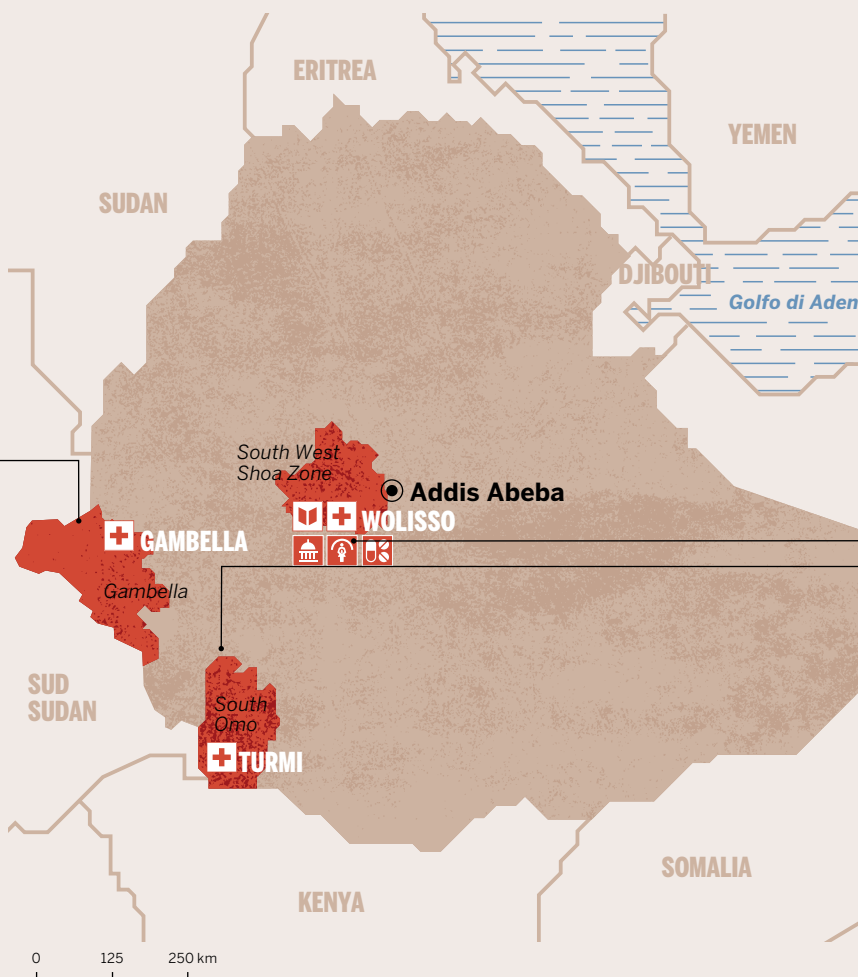 ERITREA
YEMEN
SUDAN
DJIBOUTI
Golfo di Aden
South West
Shoa Zone
Addis Abeba
WOLISSO
GAMBELLA
Gambella
SUD
SUDAN
South
Omo
TURMI
SOMALIA
KENYA
0 125 250 km